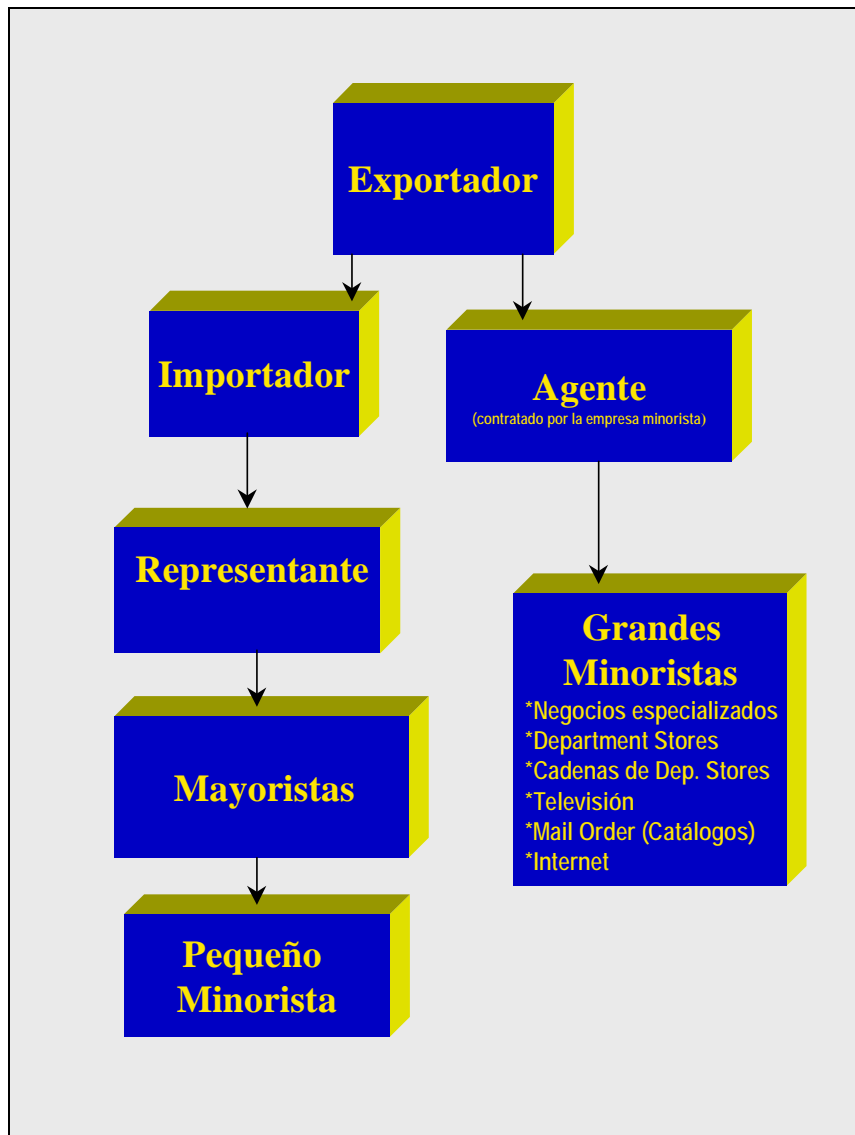 Exportador
Importador
Agente
(contratado por la empresa minorista)
Representante
Grandes
Minoristas
*Negocios especializados
*Department Stores
*Cadenas de Dep. Stores
*Televisión
*Mail Order (Catálogos)
*Internet
Mayoristas
Pequeño
Minorista